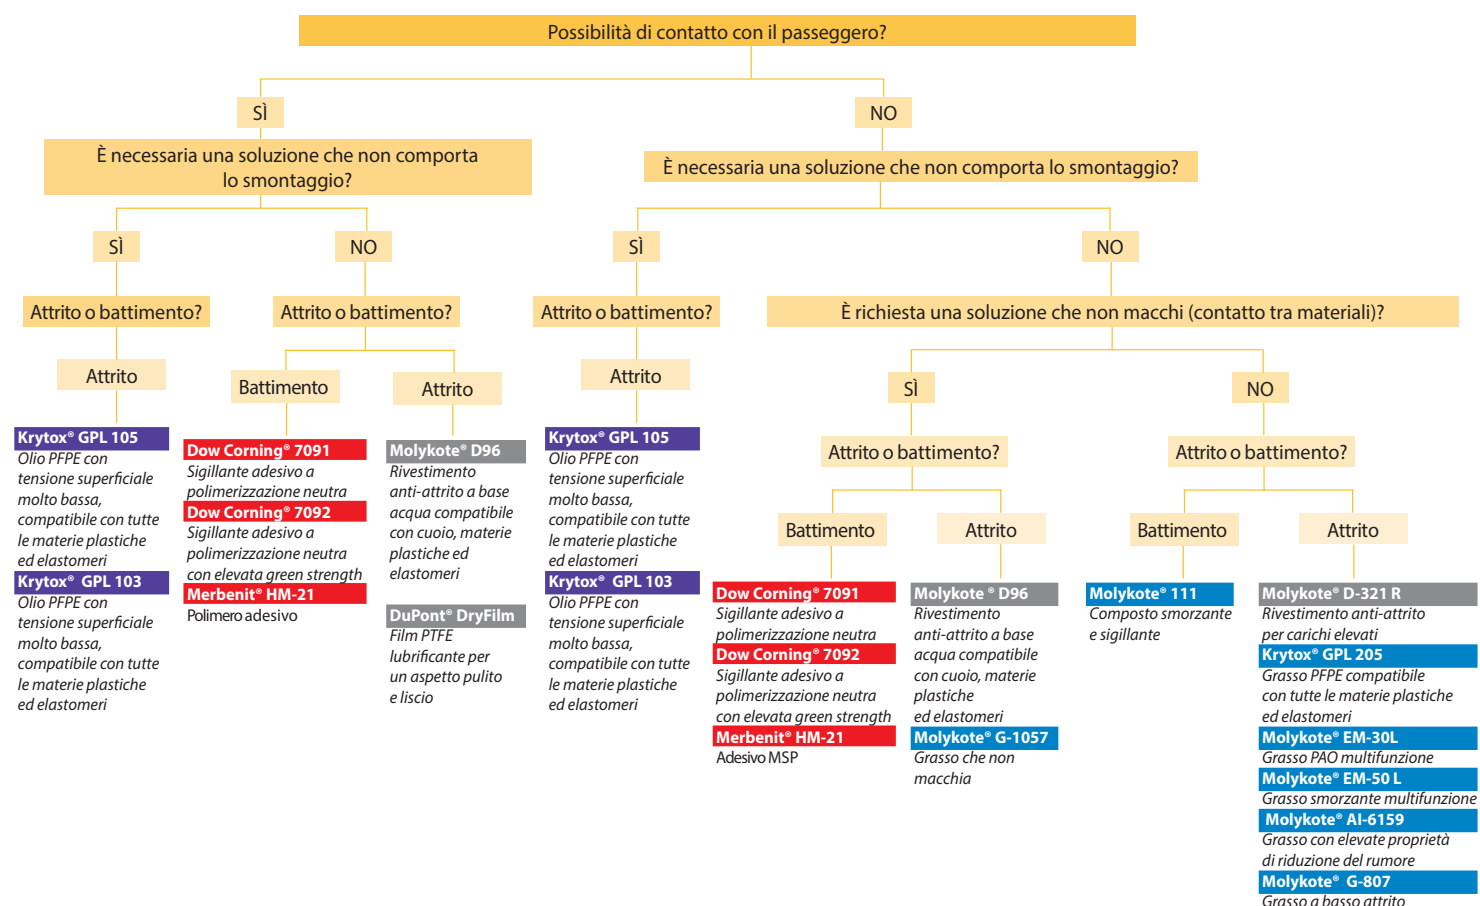 Possibilità di contatto con il passeggero?
SÌ
NO
È necessaria una soluzione che non comporta
lo smontaggio?
È necessaria una soluzione che non comporta lo smontaggio?
SÌ
NO
SÌ
NO
Attrito o battimento?
Attrito o battimento?
Attrito o battimento?
È richiesta una soluzione che non macchi (contatto tra materiali)?
Attrito
Battimento
Attrito
Attrito
SÌ
NO
Krytox® GPL 105
Olio PFPE con
tensione superficiale
molto bassa,
compatibile con tutte
le materie plastiche
ed elastomeri
Krytox® GPL 103
Olio PFPE con
tensione superficiale
molto bassa,
compatibile con tutte
le materie plastiche
ed elastomeri
Dow Corning® 7091
Sigillante adesivo a
polimerizzazione neutra
Dow Corning® 7092
Sigillante adesivo a
polimerizzazione neutra
con elevata green strength
Merbenit® HM-21
Polimero adesivo
Molykote® D96
Rivestimento
anti-attrito a base
acqua compatibile
con cuoio, materie
plastiche ed
elastomeri
DuPont® DryFilm
Film PTFE
lubrificante per
un aspetto pulito
e liscio
Krytox® GPL 105
Olio PFPE con
tensione superficiale
molto bassa,
compatibile con tutte
le materie plastiche
ed elastomeri
Krytox® GPL 103
Olio PFPE con
tensione superficiale
molto bassa,
compatibile con tutte
le materie plastiche
ed elastomeri
Attrito o battimento?
Attrito o battimento?
Battimento
Attrito
Battimento
Attrito
Dow Corning® 7091
Sigillante adesivo a
polimerizzazione neutra
Dow Corning® 7092
Sigillante adesivo a
polimerizzazione neutra
con elevata green strength
Merbenit® HM-21
Adesivo MSP
Molykote ® D96
Rivestimento
anti-attrito a base
acqua compatibile
con cuoio, materie
plastiche
ed elastomeri
Molykote® G-1057
Grasso che non
macchia
Molykote® 111
Composto smorzante
e sigillante
Molykote® D-321 R
Rivestimento anti-attrito
per carichi elevati
Krytox® GPL 205
Grasso PFPE compatibile
con tutte le materie plastiche
ed elastomeri
Molykote® EM-30L
Grasso PAO multifunzione
Molykote® EM-50 L
Grasso smorzante multifunzione
Molykote® AI-6159
Grasso con elevate proprietà
di riduzione del rumore
Molykote® G-807
Grasso a basso attrito